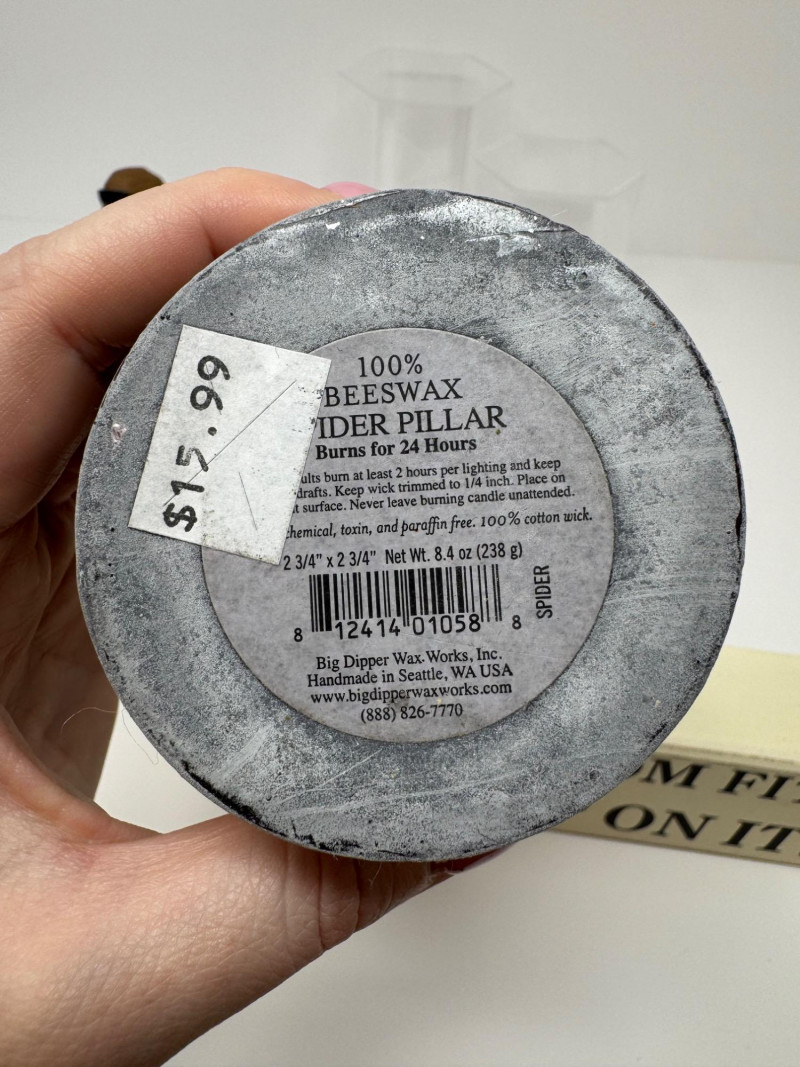 $15.99
100%
BEESWAX
IDER PILLAR
Burns for 24 Hours
ults burn at least 2 hours per lighting and keep
drafts. Keep wick trimmed to 1/4 inch. Place on
t surface. Never leave burning candle unattended.
chemical, toxin, and paraffin free. 100% cotton wick.
2 3/4" x 2 3/4" Net Wt. 8.4 oz (238 g)
SPIDER
8 12414 01058 8
Big Dipper Wax Works, Inc.
Handmade in Seattle, WA USA
www.bigdipperwaxworks.com
(888) 826-7770
OM FI
ON IT